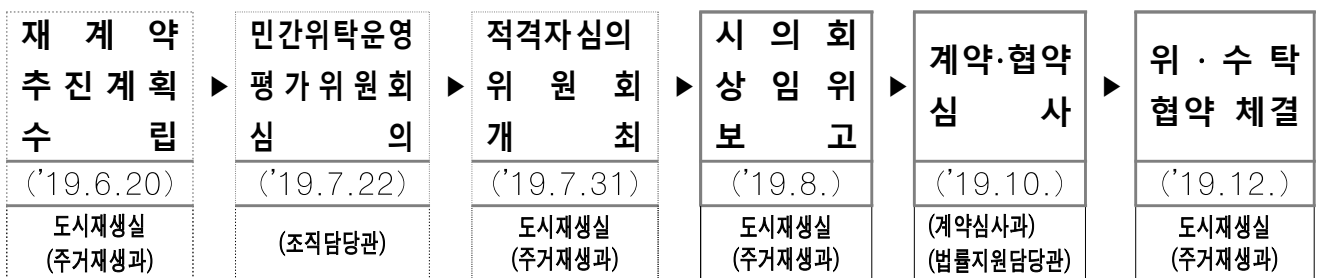 재 계 약
추 진 계 획
수 립
▶
민간위탁운영
평 가 위 원 회
심 의
▶
적격자심의
위 원 회
개 최
▶
시 의 회
상 임 위
보 고
▶
계약·협약
심 사
▶
위 · 수 탁
협약 체결
('19.6.20)
('19.7.22)
('19.7.31)
('19.8.)
('19.10.)
('19.12.)
도시재생실
(주거재생과)
(조직담당관)
도시재생실
(주거재생과)
도시재생실
(주거재생과)
(계약심사과)
(법률지원담당관)
도시재생실
(주거재생과)